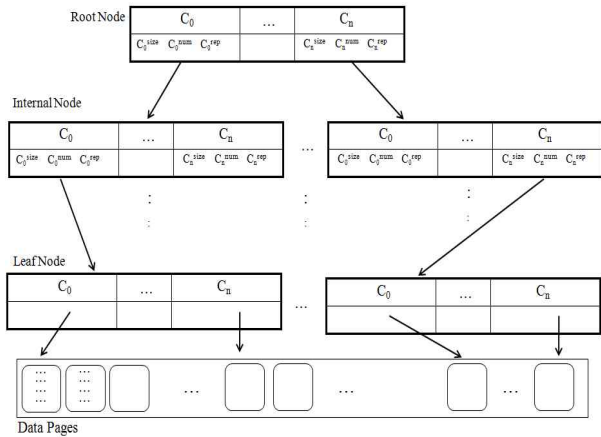 Root Node
C₀ ... Cₙ
C₀ˢⁱᶻᵉ C₀ⁿᵘᵐ C₀ʳᵉᵖ Cₙˢⁱᶻᵉ Cₙⁿᵘᵐ Cₙʳᵉᵖ
Internal Node
C₀ ... Cₙ ... C₀ ... Cₙ
C₀ˢⁱᶻᵉ C₀ⁿᵘᵐ C₀ʳᵉᵖ Cₙˢⁱᶻᵉ Cₙⁿᵘᵐ Cₙʳᵉᵖ C₀ˢⁱᶻᵉ C₀ⁿᵘᵐ C₀ʳᵉᵖ Cₙˢⁱᶻᵉ Cₙⁿᵘᵐ Cₙʳᵉᵖ
: : :
: : :
Leaf Node
C₀ ... Cₙ ... C₀ ... Cₙ
... ...
... ... ... ... ...
... ...
... ...
Data Pages